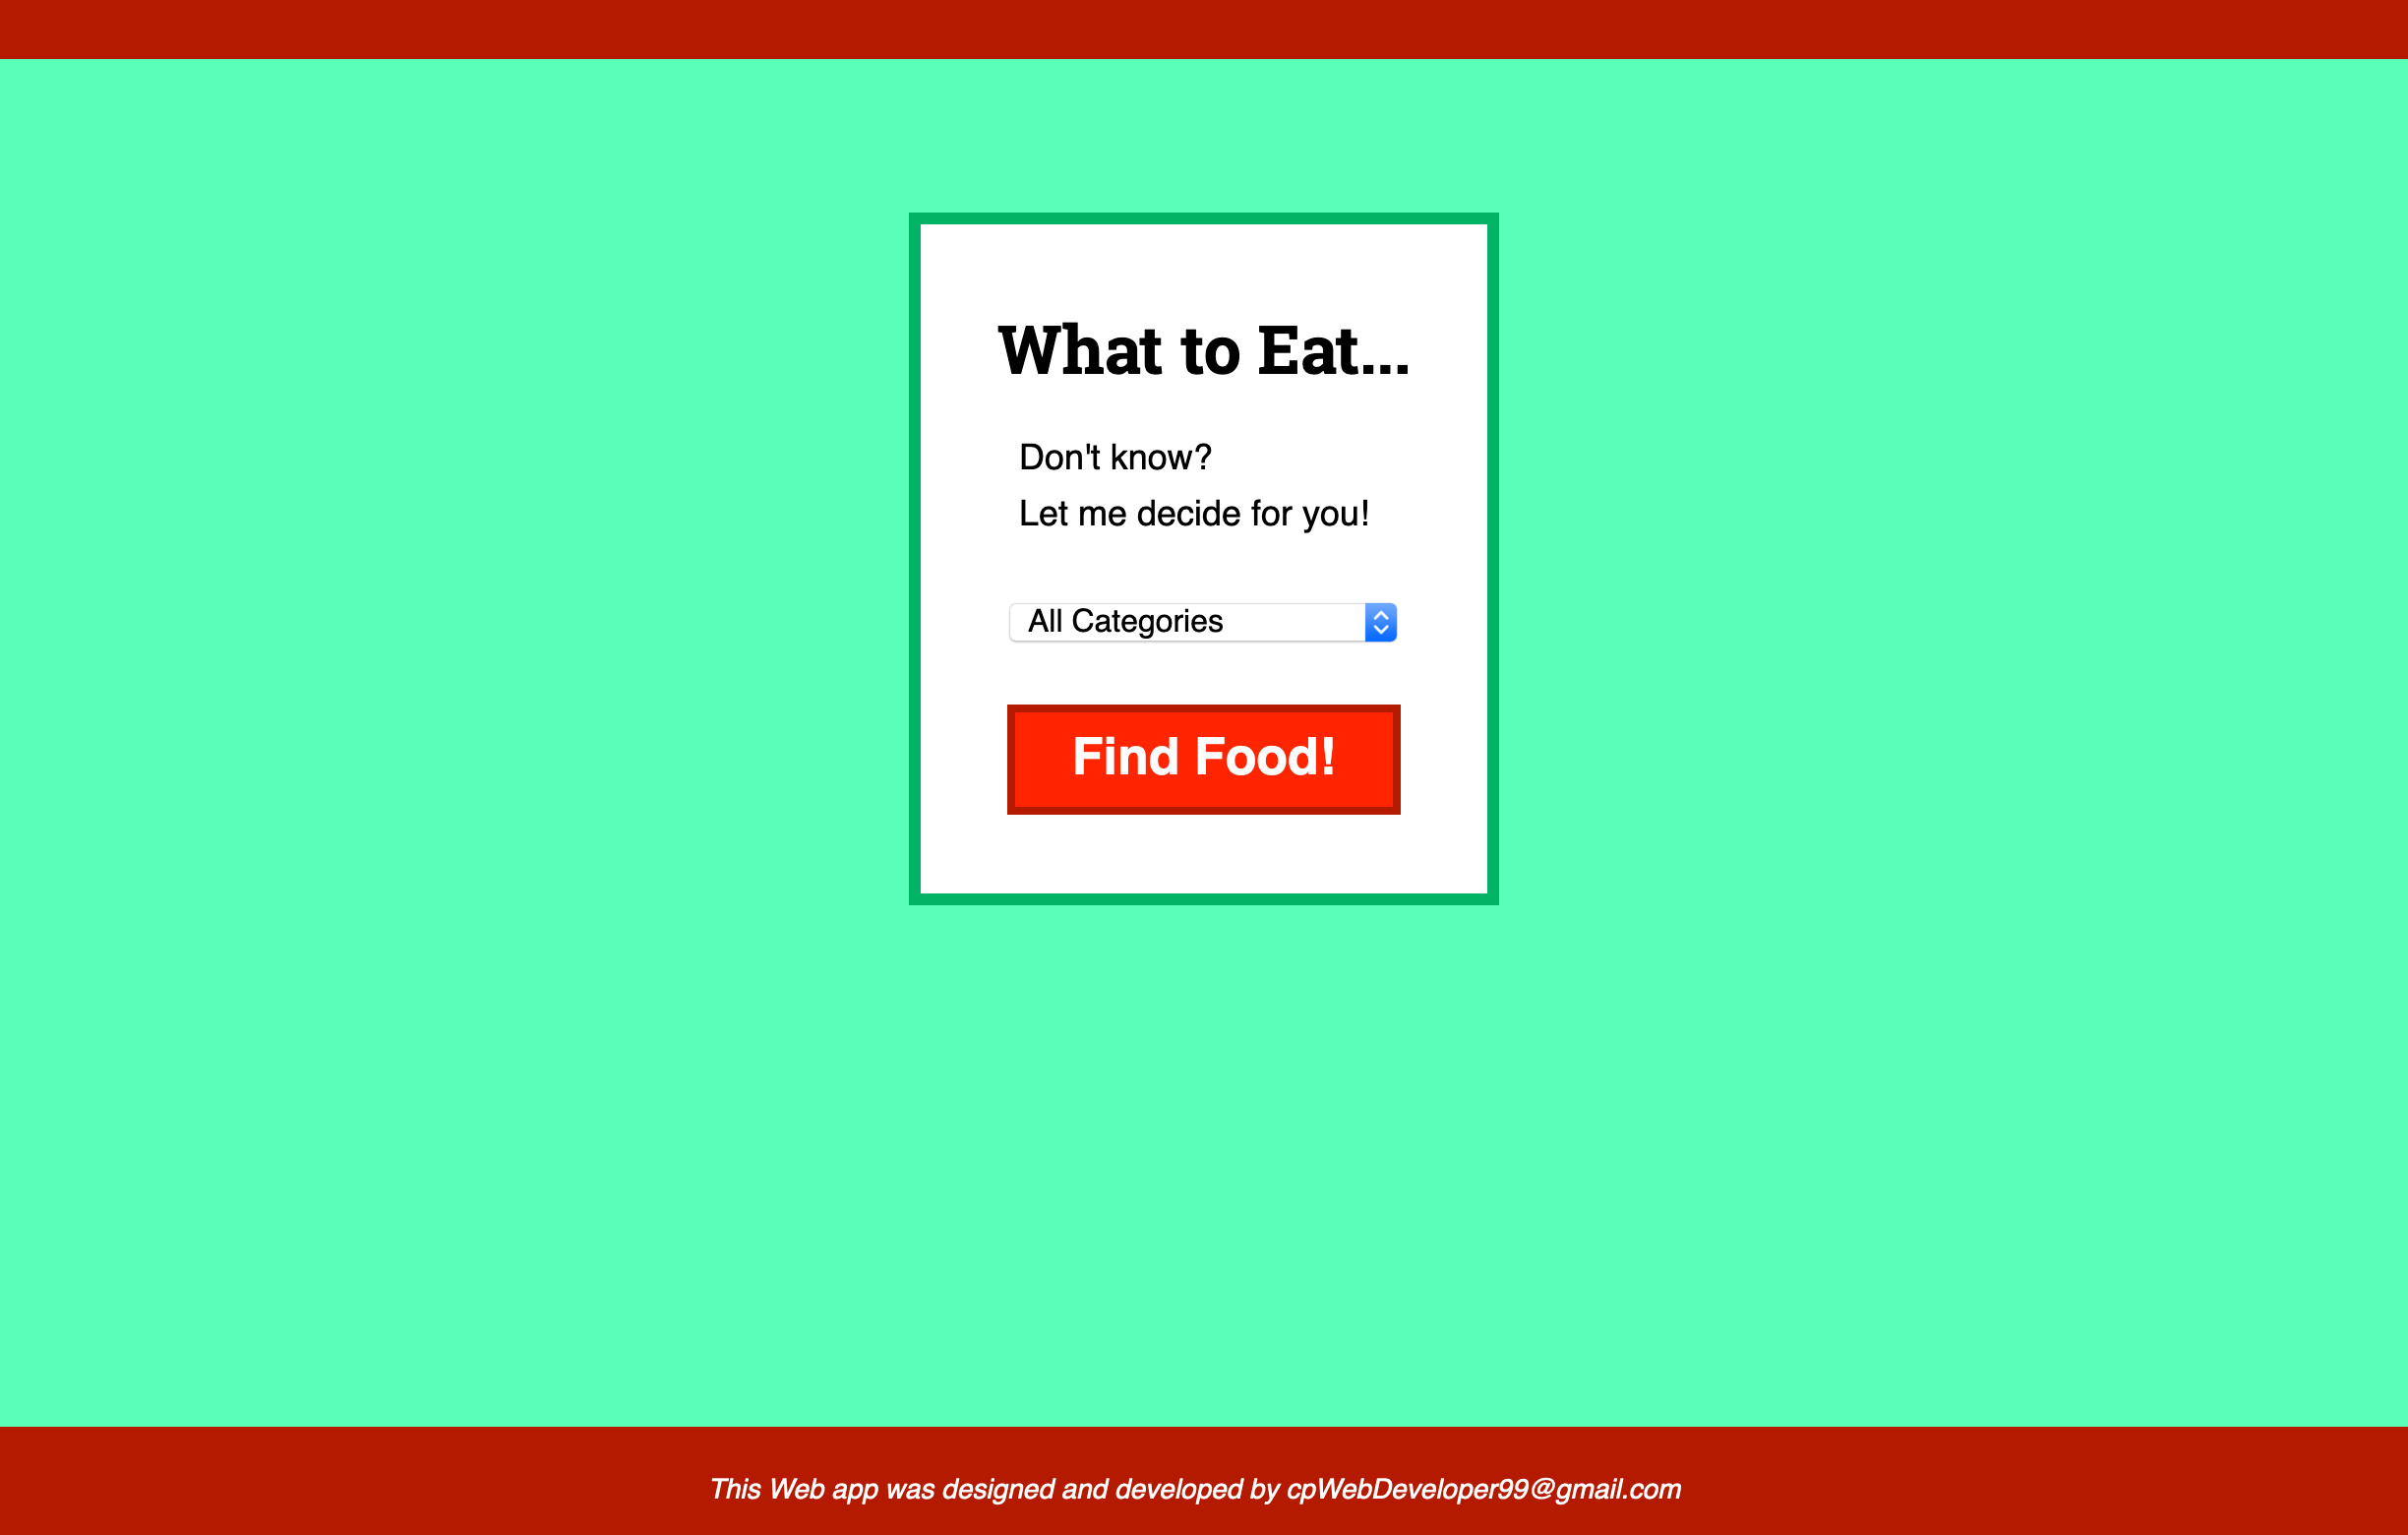 What to Eat...
Don't know?
Let me decide for you!
All Categories
Find Food!
This Web app was designed and developed by cpWebDeveloper99@gmail.com